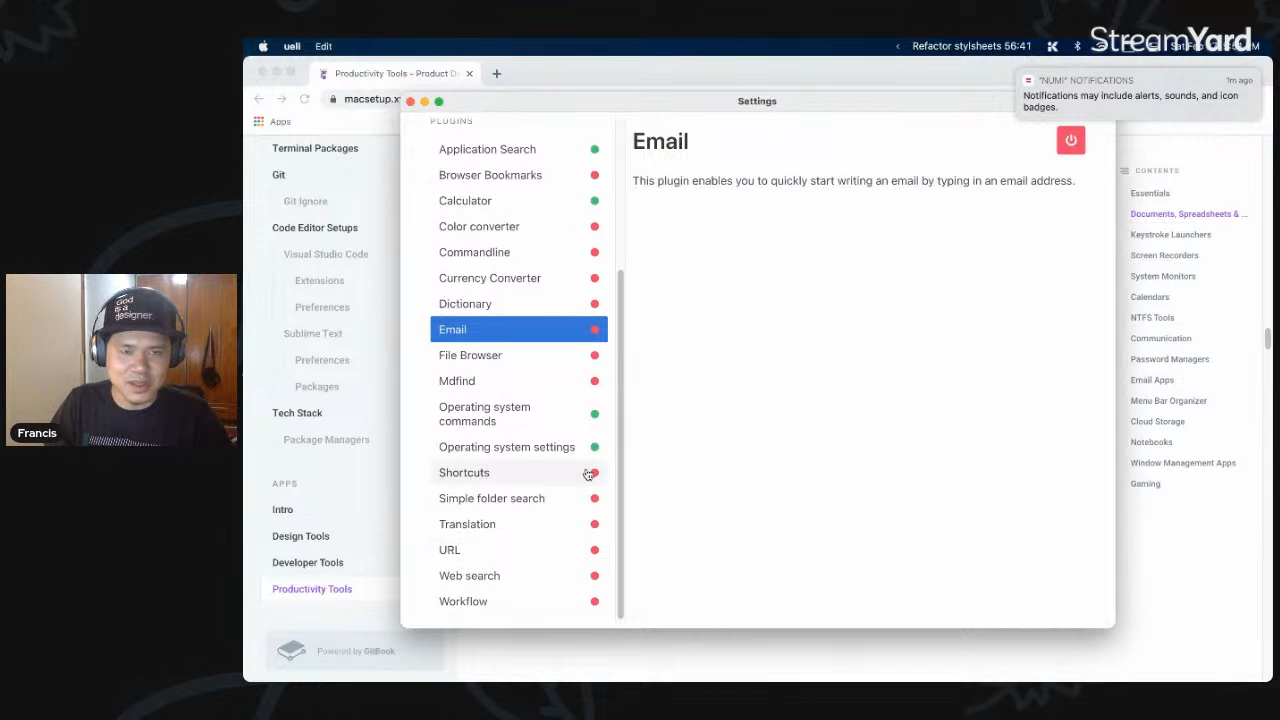 StreamYard
ueli Edit
Refactor stylsheets 56:41
Productivity Tools - Product D
macsetup.x
Apps
Settings
"NUMI" NOTIFICATIONS 1m ago
Notifications may include alerts, sounds, and icon
badges.
Terminal Packages
Git
Git Ignore
Code Editor Setups
Visual Studio Code
Extensions
Preferences
Sublime Text
Preferences
Packages
Tech Stack
Package Managers
APPS
Intro
Design Tools
Developer Tools
Productivity Tools
Powered by GitBook
PLUGINS
Application Search
Browser Bookmarks
Calculator
Color converter
Commandline
Currency Converter
Dictionary
Email
File Browser
Mdfind
Operating system
commands
Operating system settings
Shortcuts
Simple folder search
Translation
URL
Web search
Workflow
Email
This plugin enables you to quickly start writing an email by typing in an email address.
CONTENTS
Essentials
Documents, Spreadsheets & ...
Keystroke Launchers
Screen Recorders
System Monitors
Calendars
NTFS Tools
Communication
Password Managers
Email Apps
Menu Bar Organizer
Cloud Storage
Notebooks
Window Management Apps
Gaming
God
is a
designer.
Francis